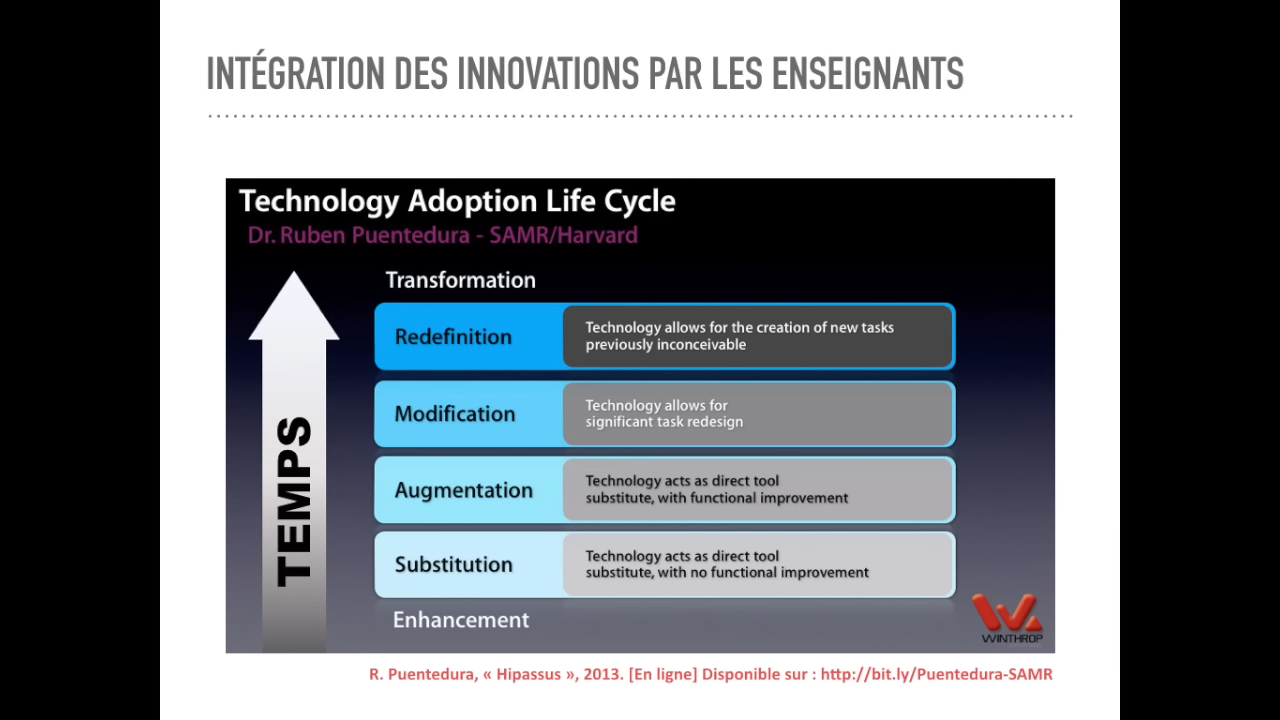 INTÉGRATION DES INNOVATIONS PAR LES ENSEIGNANTS
Technology Adoption Life Cycle
Dr. Ruben Puentedura - SAMR/Harvard
Transformation
Redefinition
Technology allows for the creation of new tasks
previously inconceivable
Modification
Technology allows for
significant task redesign
Augmentation
Technology acts as direct tool
substitute, with functional improvement
Substitution
Technology acts as direct tool
substitute, with no functional improvement
Enhancement
TEMPS
WINTHROP
R. Puentedura, « Hipassus », 2013. [En ligne] Disponible sur : http://bit.ly/Puentedura-SAMR